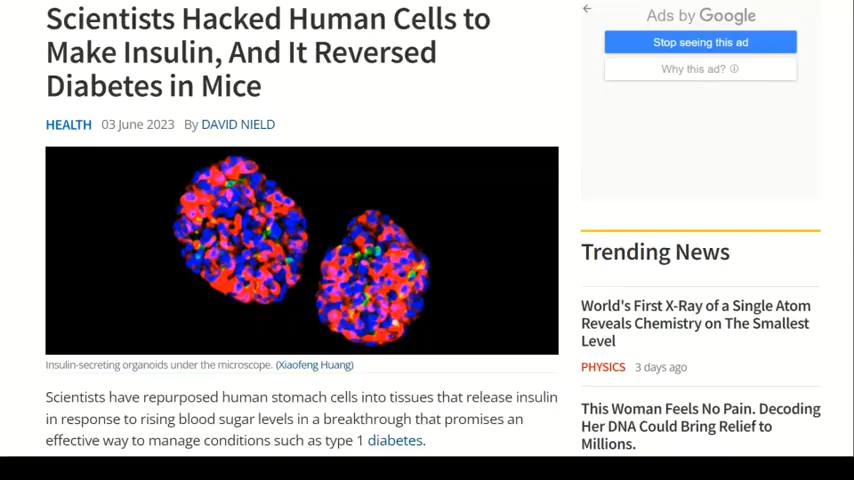 Scientists Hacked Human Cells to
Make Insulin, And It Reversed
Diabetes in Mice
HEALTH 03 June 2023 By DAVID NIELD
Insulin-secreting organoids under the microscope. (Xiaofeng Huang)
Scientists have repurposed human stomach cells into tissues that release insulin
in response to rising blood sugar levels in a breakthrough that promises an
effective way to manage conditions such as type 1 diabetes.
Ads by Google
Stop seeing this ad
Why this ad?
Trending News
World's First X-Ray of a Single Atom
Reveals Chemistry on The Smallest
Level
PHYSICS 3 days ago
This Woman Feels No Pain. Decoding
Her DNA Could Bring Relief to
Millions.